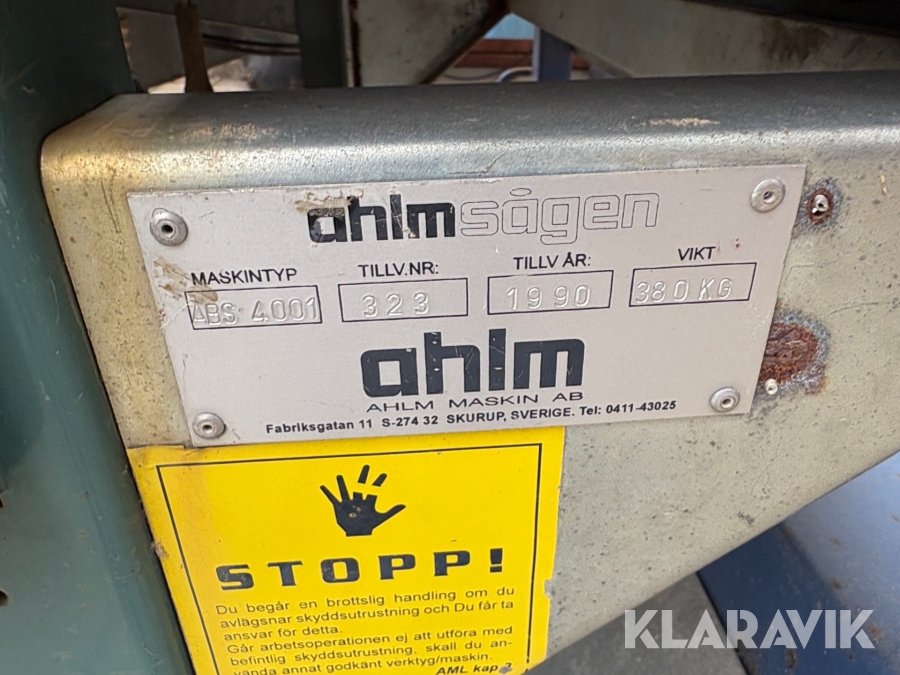 ahlmsågen
MASKINTYP TILLV.NR: TILLV ÅR: VIKT
ABS 4001 323 1990 380 KG
ahlm
AHLM MASKIN AB
Fabriksgatan 11 S-274 32 SKURUP, SVERIGE. Tel: 0411-43025
STOPP!
Du begår en brottslig handling om du
avlägsnar skyddsutrustning och Du får ta
ansvar för detta.
Går arbetsoperationen ej att utföra med
befintlig skyddsutrustning, skall du an-
vända annat godkänt verktyg/maskin.
AML kap 2
KLARAVIK